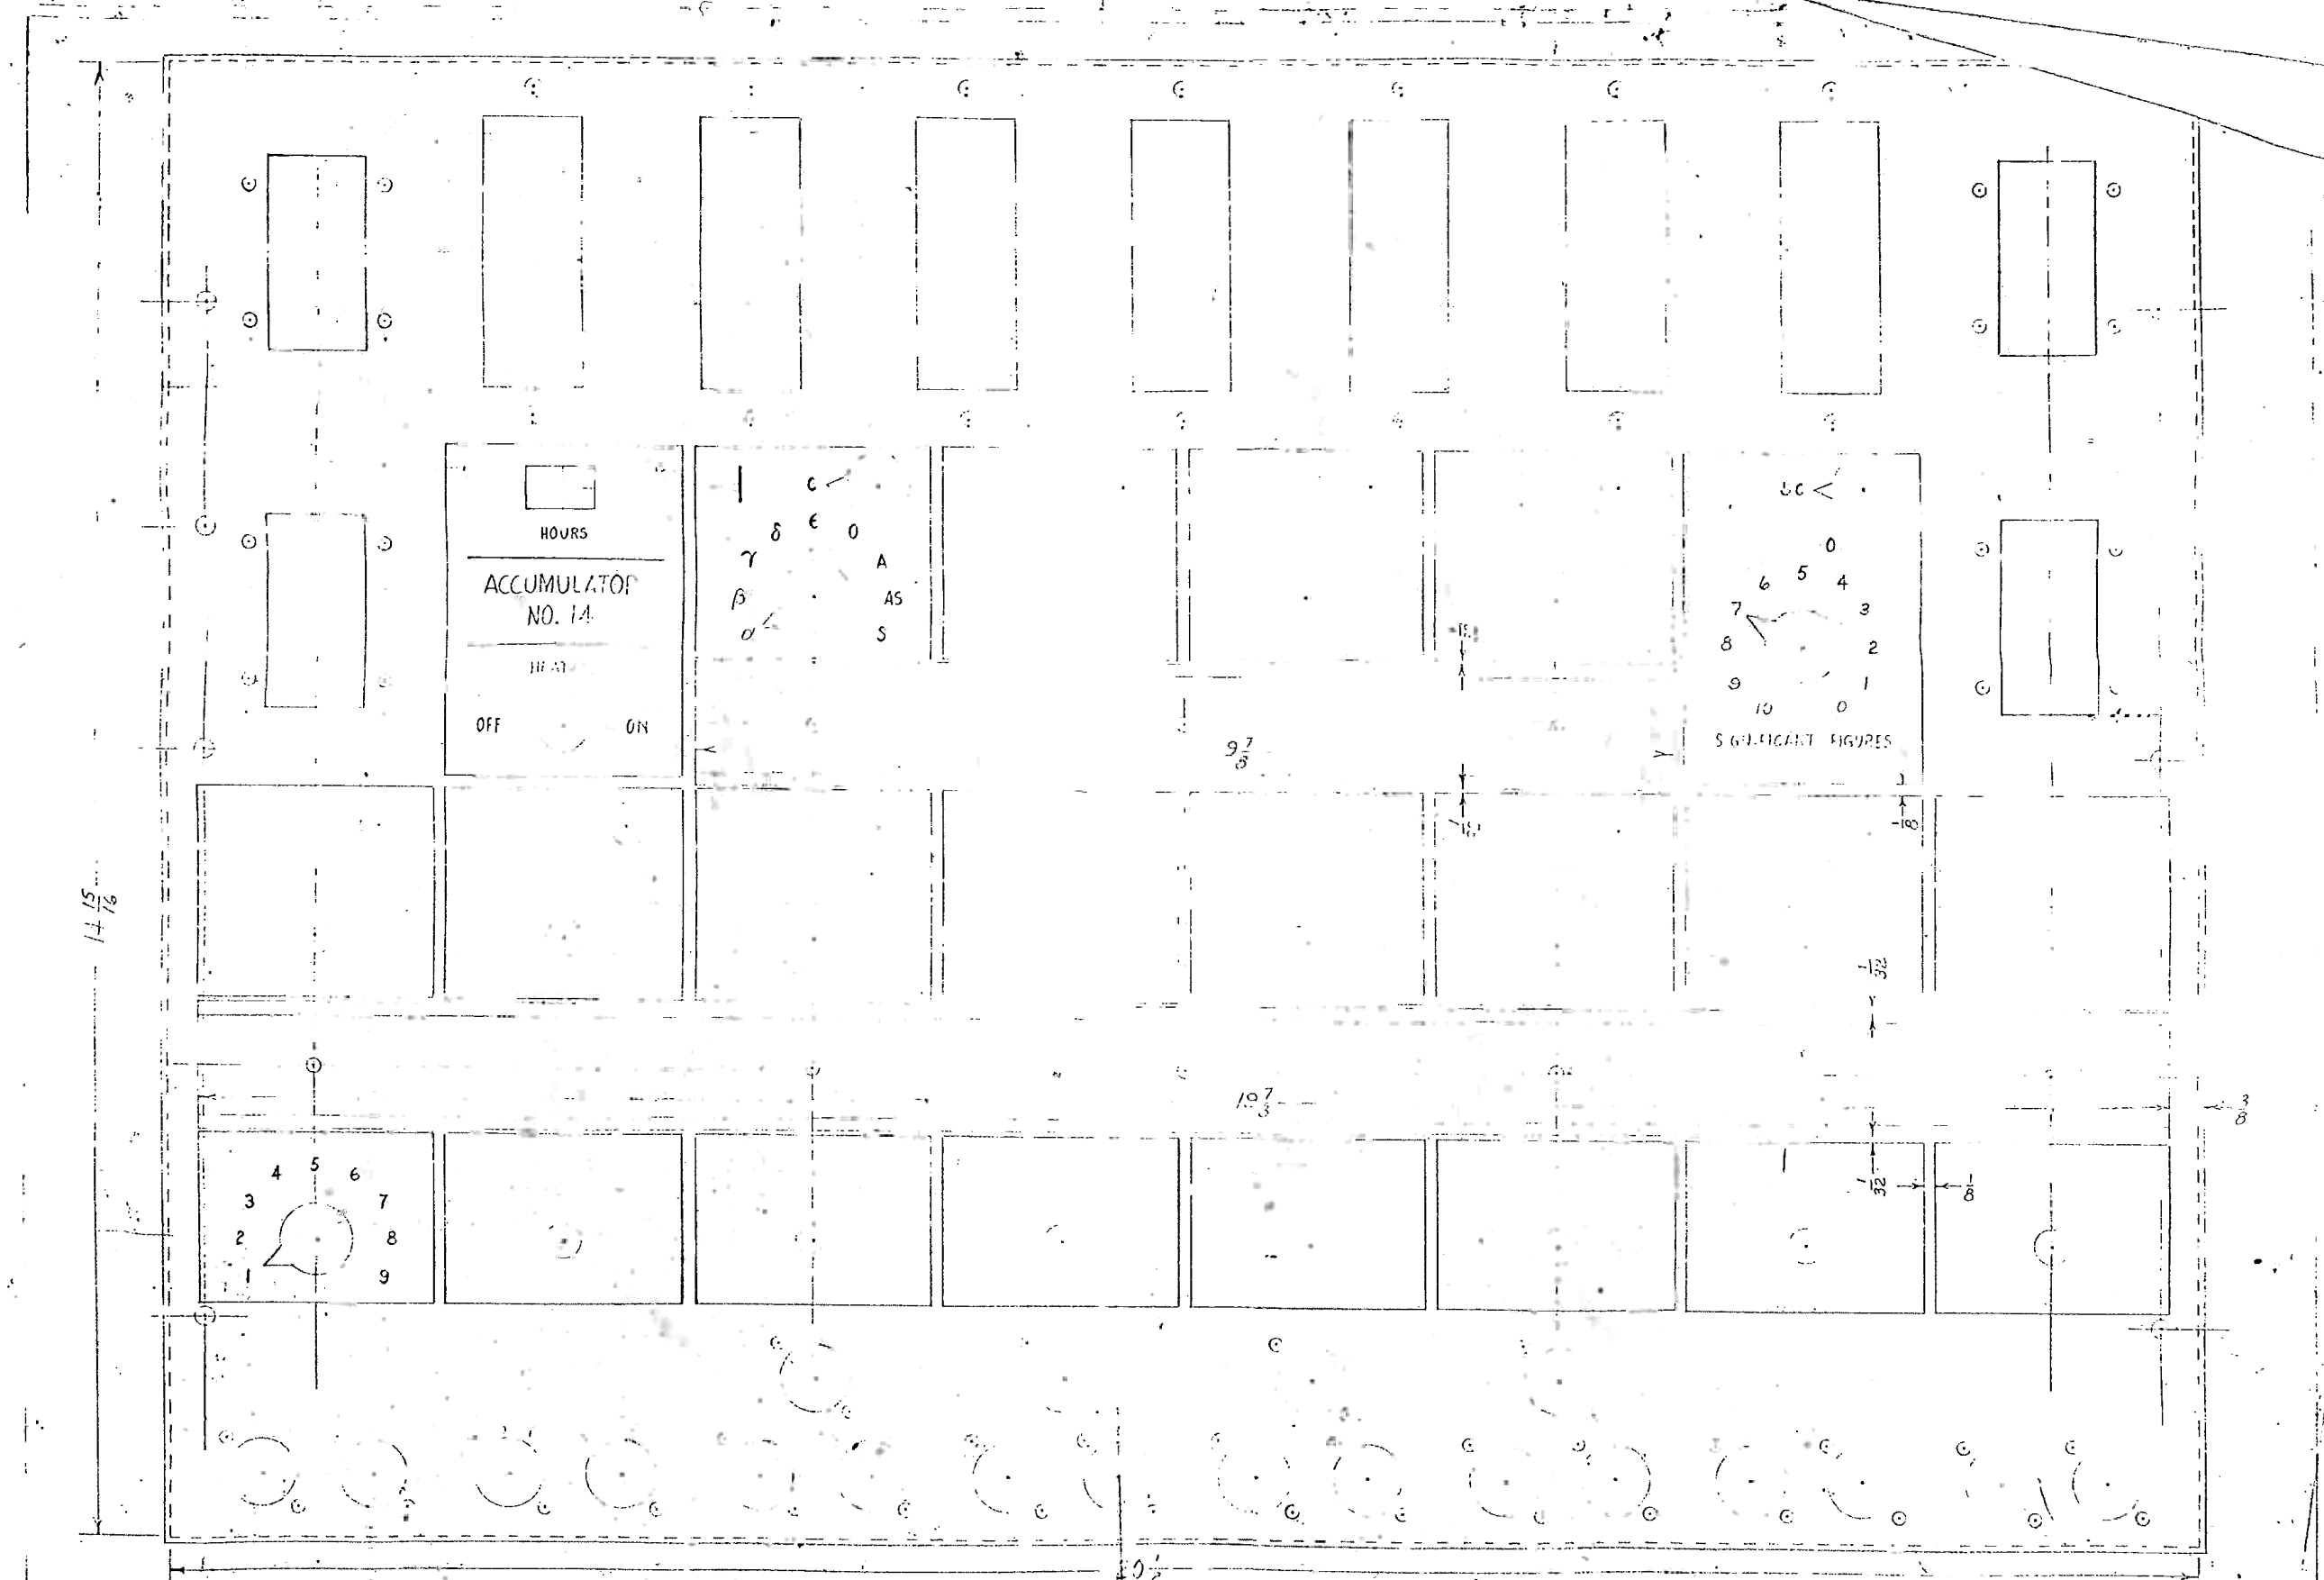 HOURS
ACCUMULATOR
NO. 14
HEAT
OFF ON
C
α β γ δ ϵ 0 A AS S
0
10 9 8 7 6 5 4 3 2 1 0
SIGNIFICANT FIGURES
9 7/8
1/8
14 15/16
1/32
3/8
1 2 3 4 5 6 7 8 9
1/32
1/8